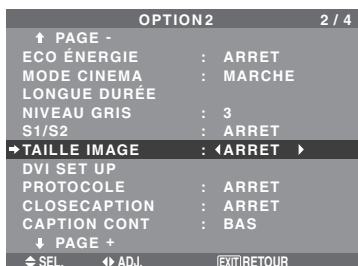 OPTION2 2 / 4
↑ PAGE -
ECO ÉNERGIE : ARRET
MODE CINEMA : MARCHE
LONGUE DURÉE
NIVEAU GRIS : 3
S1/S2 : ARRET
→TAILLE IMAGE : ◀ARRET ▶
DVI SET UP
PROTOCOLE : ARRET
CLOSECAPTION : ARRET
CAPTION CONT : BAS
↓ PAGE +
◆SEL. ◀▶ADJ. EXIT RETOUR